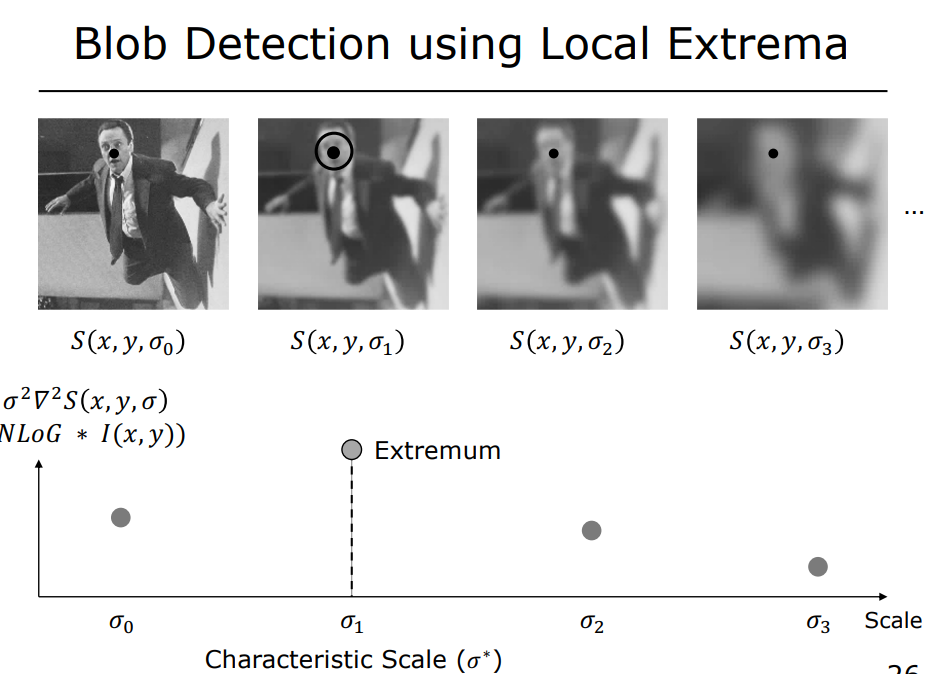 Blob Detection using Local Extrema
...
S(x, y, σ₀) S(x, y, σ₁) S(x, y, σ₂) S(x, y, σ₃)
σ²∇²S(x, y, σ)
NLoG * I(x, y))
Extremum
σ₀ σ₁ σ₂ σ₃ Scale
Characteristic Scale (σ*)
26